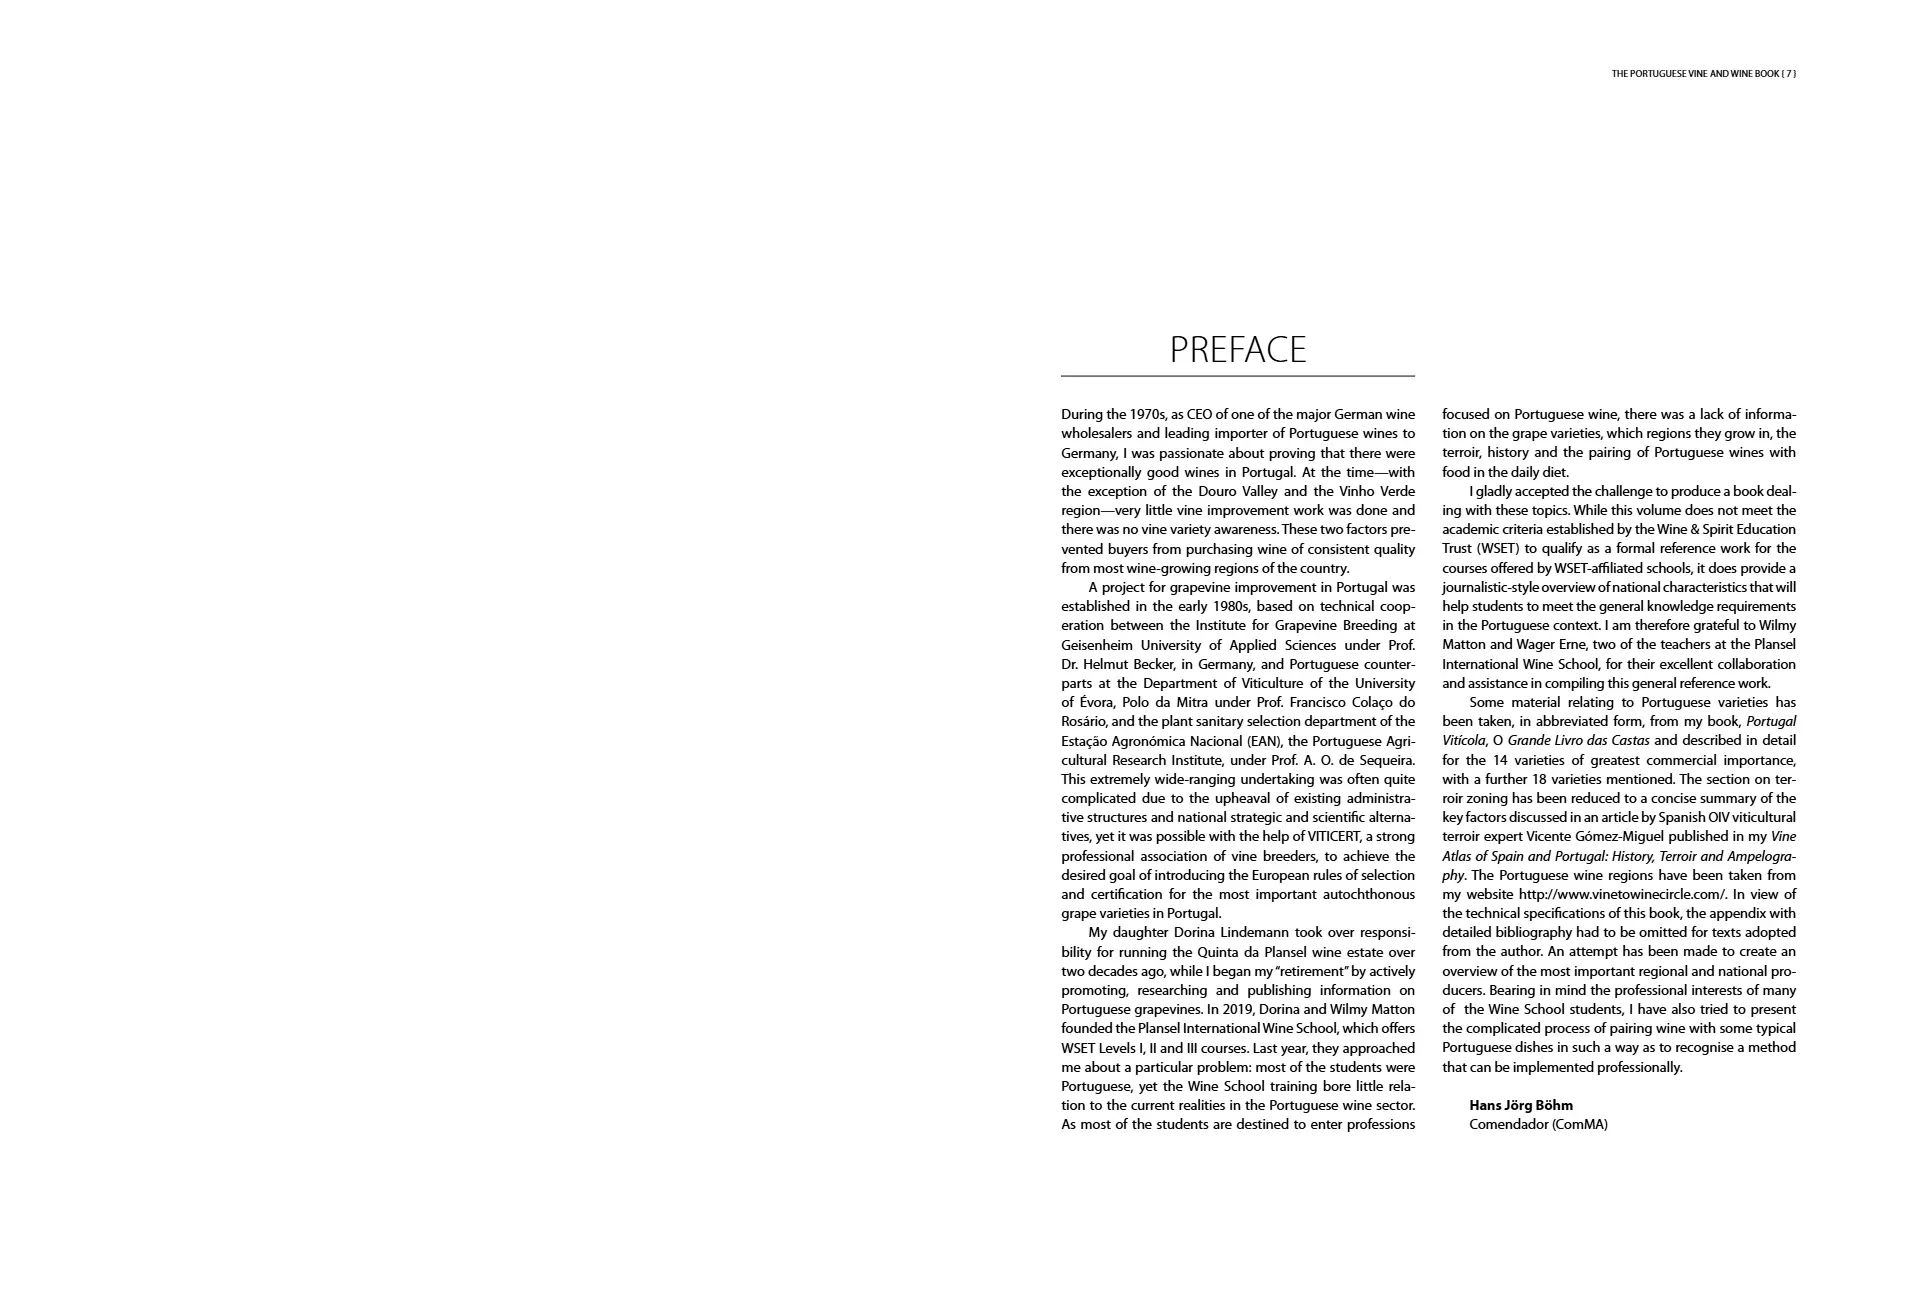 THE PORTUGUESE VINE AND WINE BOOK { 7 }
PREFACE
During the 1970s, as CEO of one of the major German wine
wholesalers and leading importer of Portuguese wines to
Germany, I was passionate about proving that there were
exceptionally good wines in Portugal. At the time—with
the exception of the Douro Valley and the Vinho Verde
region—very little vine improvement work was done and
there was no vine variety awareness. These two factors pre-
vented buyers from purchasing wine of consistent quality
from most wine-growing regions of the country.
A project for grapevine improvement in Portugal was
established in the early 1980s, based on technical coop-
eration between the Institute for Grapevine Breeding at
Geisenheim University of Applied Sciences under Prof.
Dr. Helmut Becker, in Germany, and Portuguese counter-
parts at the Department of Viticulture of the University
of Évora, Polo da Mitra under Prof. Francisco Colaço do
Rosário, and the plant sanitary selection department of the
Estação Agronómica Nacional (EAN), the Portuguese Agri-
cultural Research Institute, under Prof. A. O. de Sequeira.
This extremely wide-ranging undertaking was often quite
complicated due to the upheaval of existing administra-
tive structures and national strategic and scientific alterna-
tives, yet it was possible with the help of VITICERT, a strong
professional association of vine breeders, to achieve the
desired goal of introducing the European rules of selection
and certification for the most important autochthonous
grape varieties in Portugal.
My daughter Dorina Lindemann took over responsi-
bility for running the Quinta da Plansel wine estate over
two decades ago, while I began my “retirement” by actively
promoting, researching and publishing information on
Portuguese grapevines. In 2019, Dorina and Wilmy Matton
founded the Plansel International Wine School, which offers
WSET Levels I, II and III courses. Last year, they approached
me about a particular problem: most of the students were
Portuguese, yet the Wine School training bore little rela-
tion to the current realities in the Portuguese wine sector.
As most of the students are destined to enter professions
focused on Portuguese wine, there was a lack of informa-
tion on the grape varieties, which regions they grow in, the
terroir, history and the pairing of Portuguese wines with
food in the daily diet.
I gladly accepted the challenge to produce a book deal-
ing with these topics. While this volume does not meet the
academic criteria established by the Wine & Spirit Education
Trust (WSET) to qualify as a formal reference work for the
courses offered by WSET-affiliated schools, it does provide a
journalistic-style overview of national characteristics that will
help students to meet the general knowledge requirements
in the Portuguese context. I am therefore grateful to Wilmy
Matton and Wager Erne, two of the teachers at the Plansel
International Wine School, for their excellent collaboration
and assistance in compiling this general reference work.
Some material relating to Portuguese varieties has
been taken, in abbreviated form, from my book, Portugal
Vitícola, O Grande Livro das Castas and described in detail
for the 14 varieties of greatest commercial importance,
with a further 18 varieties mentioned. The section on ter-
roir zoning has been reduced to a concise summary of the
key factors discussed in an article by Spanish OIV viticultural
terroir expert Vicente Gómez-Miguel published in my Vine
Atlas of Spain and Portugal: History, Terroir and Ampelogra-
phy. The Portuguese wine regions have been taken from
my website http://www.vinetowinecircle.com/. In view of
the technical specifications of this book, the appendix with
detailed bibliography had to be omitted for texts adopted
from the author. An attempt has been made to create an
overview of the most important regional and national pro-
ducers. Bearing in mind the professional interests of many
of the Wine School students, I have also tried to present
the complicated process of pairing wine with some typical
Portuguese dishes in such a way as to recognise a method
that can be implemented professionally.
Hans Jörg Böhm
Comendador (ComMA)